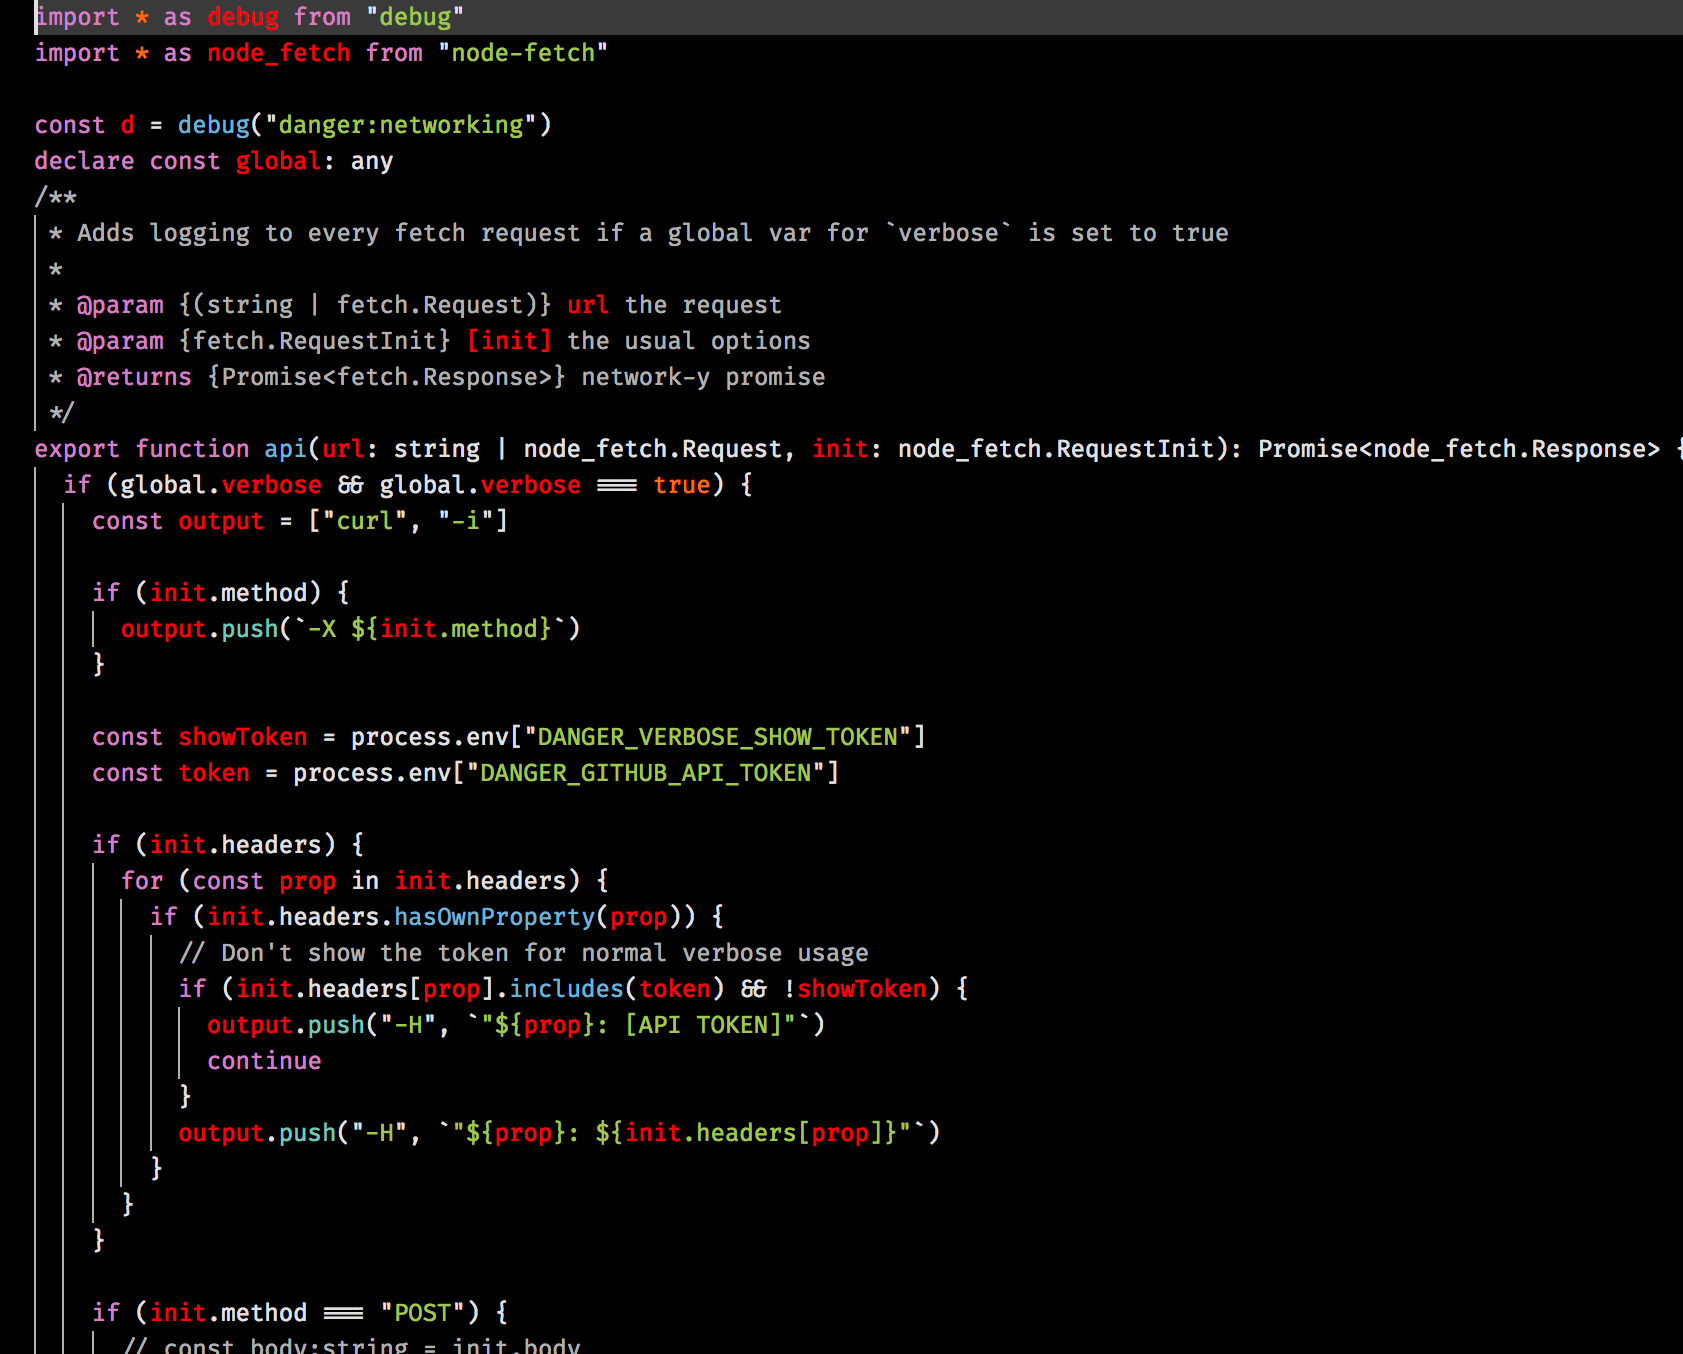 import * as debug from "debug"
import * as node_fetch from "node-fetch"
const d = debug("danger:networking")
declare const global: any
/**
* Adds logging to every fetch request if a global var for `verbose` is set to true
*
* @param {(string | fetch.Request)} url the request
* @param {fetch.RequestInit} [init] the usual options
* @returns {Promise<fetch.Response>} network-y promise
*/
export function api(url: string | node_fetch.Request, init: node_fetch.RequestInit): Promise<node_fetch.Response> {
if (global.verbose && global.verbose === true) {
const output = ["curl", "-i"]
if (init.method) {
output.push(`-X ${init.method}`)
}
const showToken = process.env["DANGER_VERBOSE_SHOW_TOKEN"]
const token = process.env["DANGER_GITHUB_API_TOKEN"]
if (init.headers) {
for (const prop in init.headers) {
if (init.headers.hasOwnProperty(prop)) {
// Don't show the token for normal verbose usage
if (init.headers[prop].includes(token) && !showToken) {
output.push("-H", `"${prop}: [API TOKEN]"`)
continue
}
output.push("-H", `"${prop}: ${init.headers[prop]}"`)
}
}
}
if (init.method === "POST") {
// const body:string = init.body